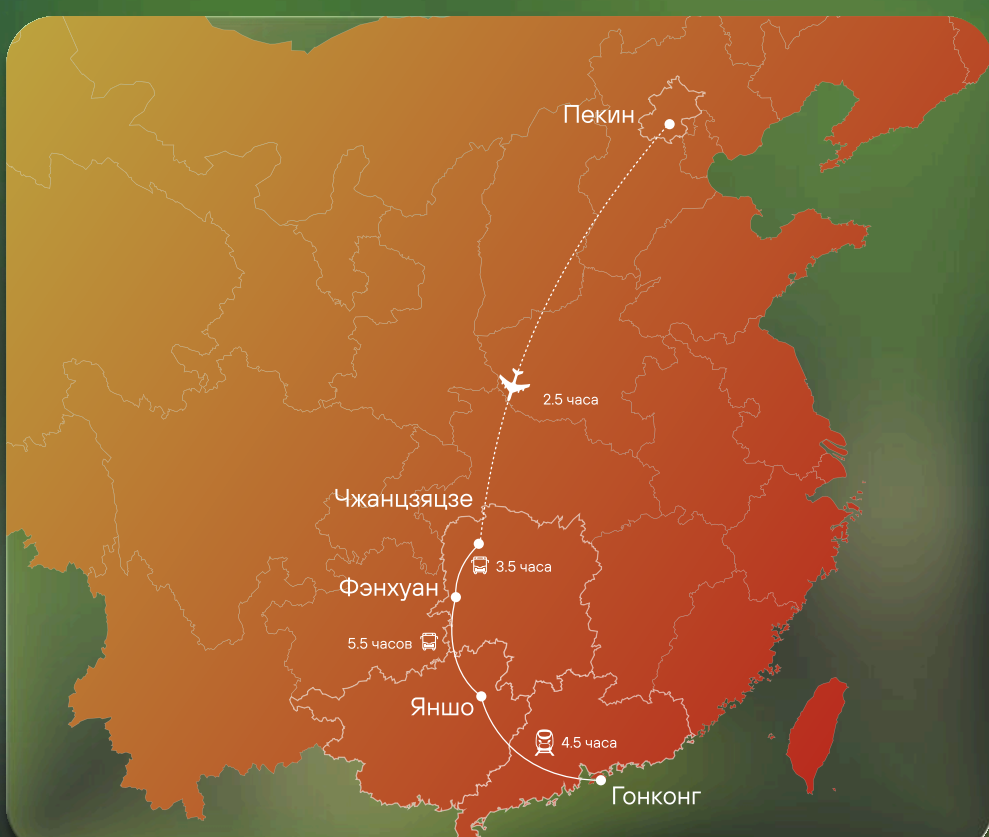 Пекин
2.5 часа
Чжанцзяцзе
3.5 часа
Фэнхуан
5.5 часов
Яншо
4.5 часа
Гонконг